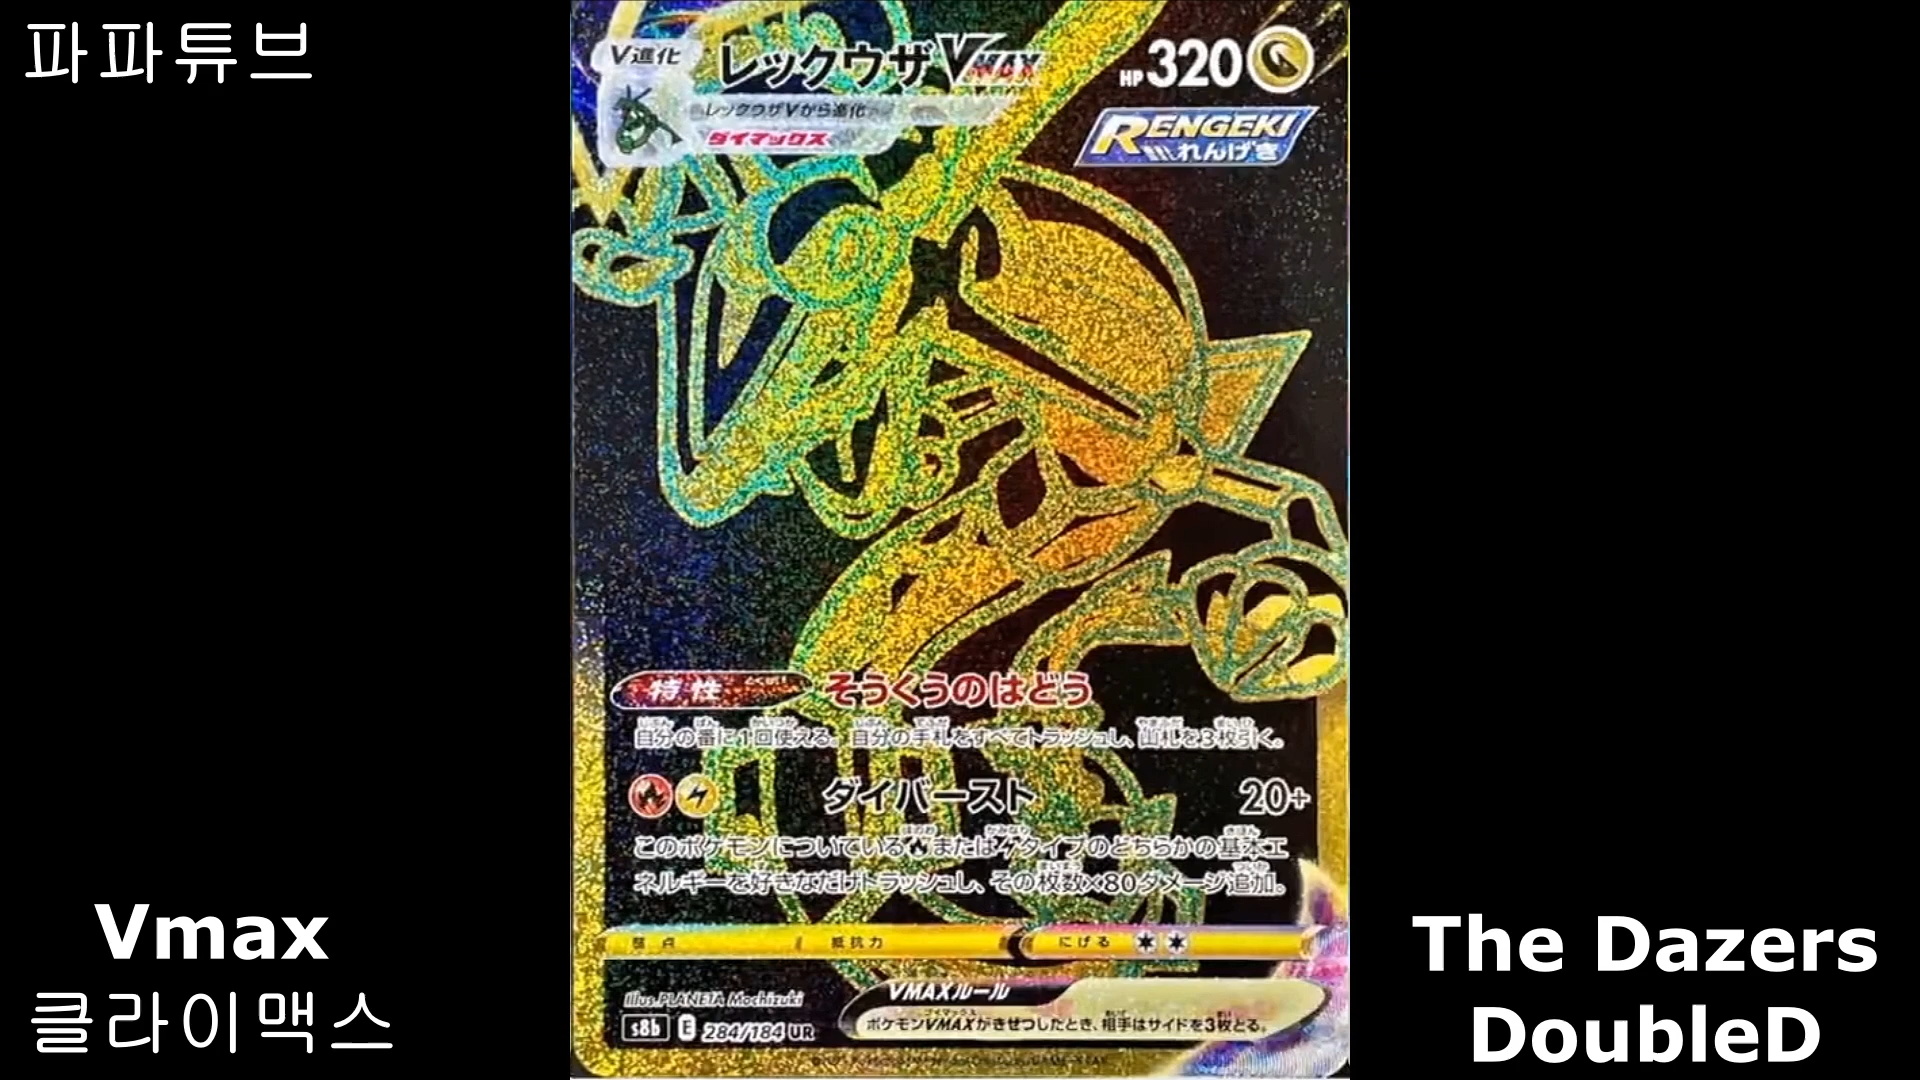 파파튜브
V進化
レックウザVMAX
HP320
レックウザVから進化
ダイマックス
RENGEKI
れんげき
特性 とくせい
そうくうのはどう
自分の番に1回使える。自分の手札をすべてトラッシュし、山札を3枚引く。
ダイバースト
20+
このポケモンについているまたはタイプのどちらかの基本エ
ネルギーを好きなだけトラッシュし、その枚数×80ダメージ追加。
弱点
抵抗力
にげる
VMAXルール
ポケモンVMAXがきぜつしたとき、相手はサイドを3枚とる。
Illus.PLANETA Mochizuki
s8b E 284/184 UR
Vmax
클라이맥스
The Dazers
DoubleD